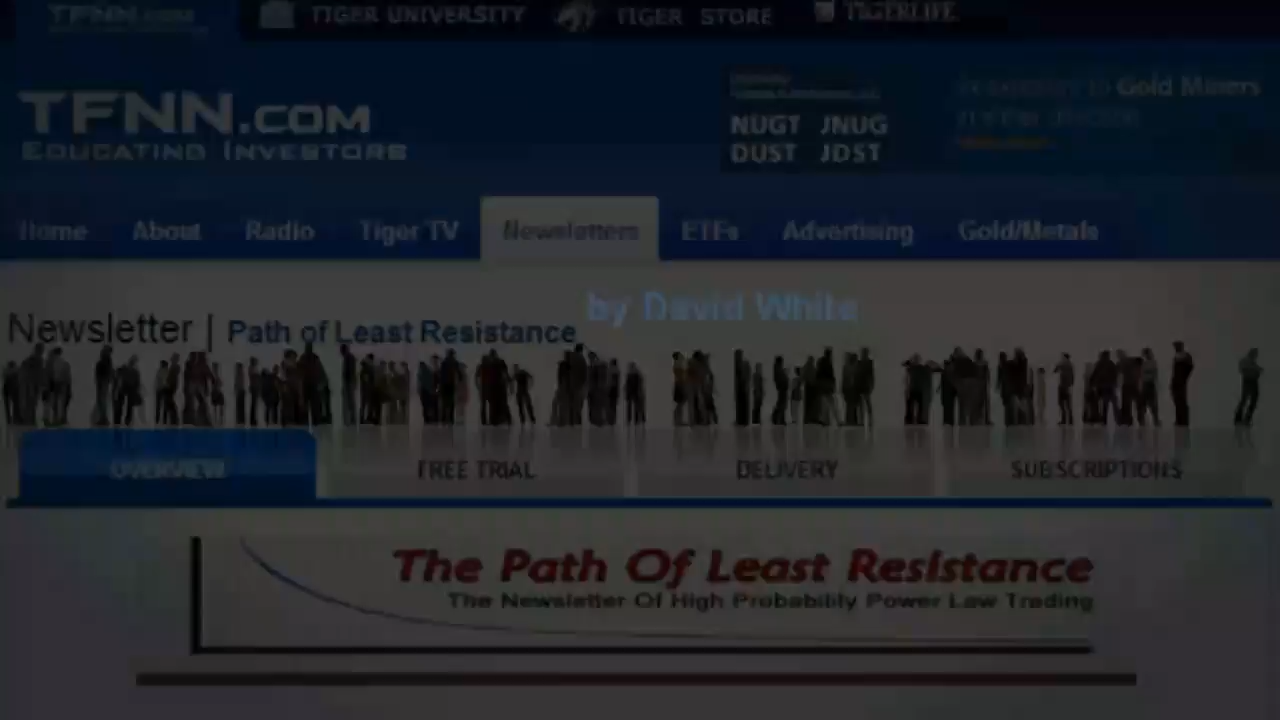 TFNN.com TIGER UNIVERSITY TIGER STORE TIGERLIFE
TFNN.COM
EDUCATING INVESTORS
NUGT JNUG
DUST JDST
Gold Miners
Home About Radio Tiger TV Newsletters ETFs Advertising Gold/Metals
by David White
Newsletter | Path of Least Resistance
OVERVIEW FREE TRIAL DELIVERY SUBSCRIPTIONS
The Path Of Least Resistance
The Newsletter Of High Probability Power Law Trading